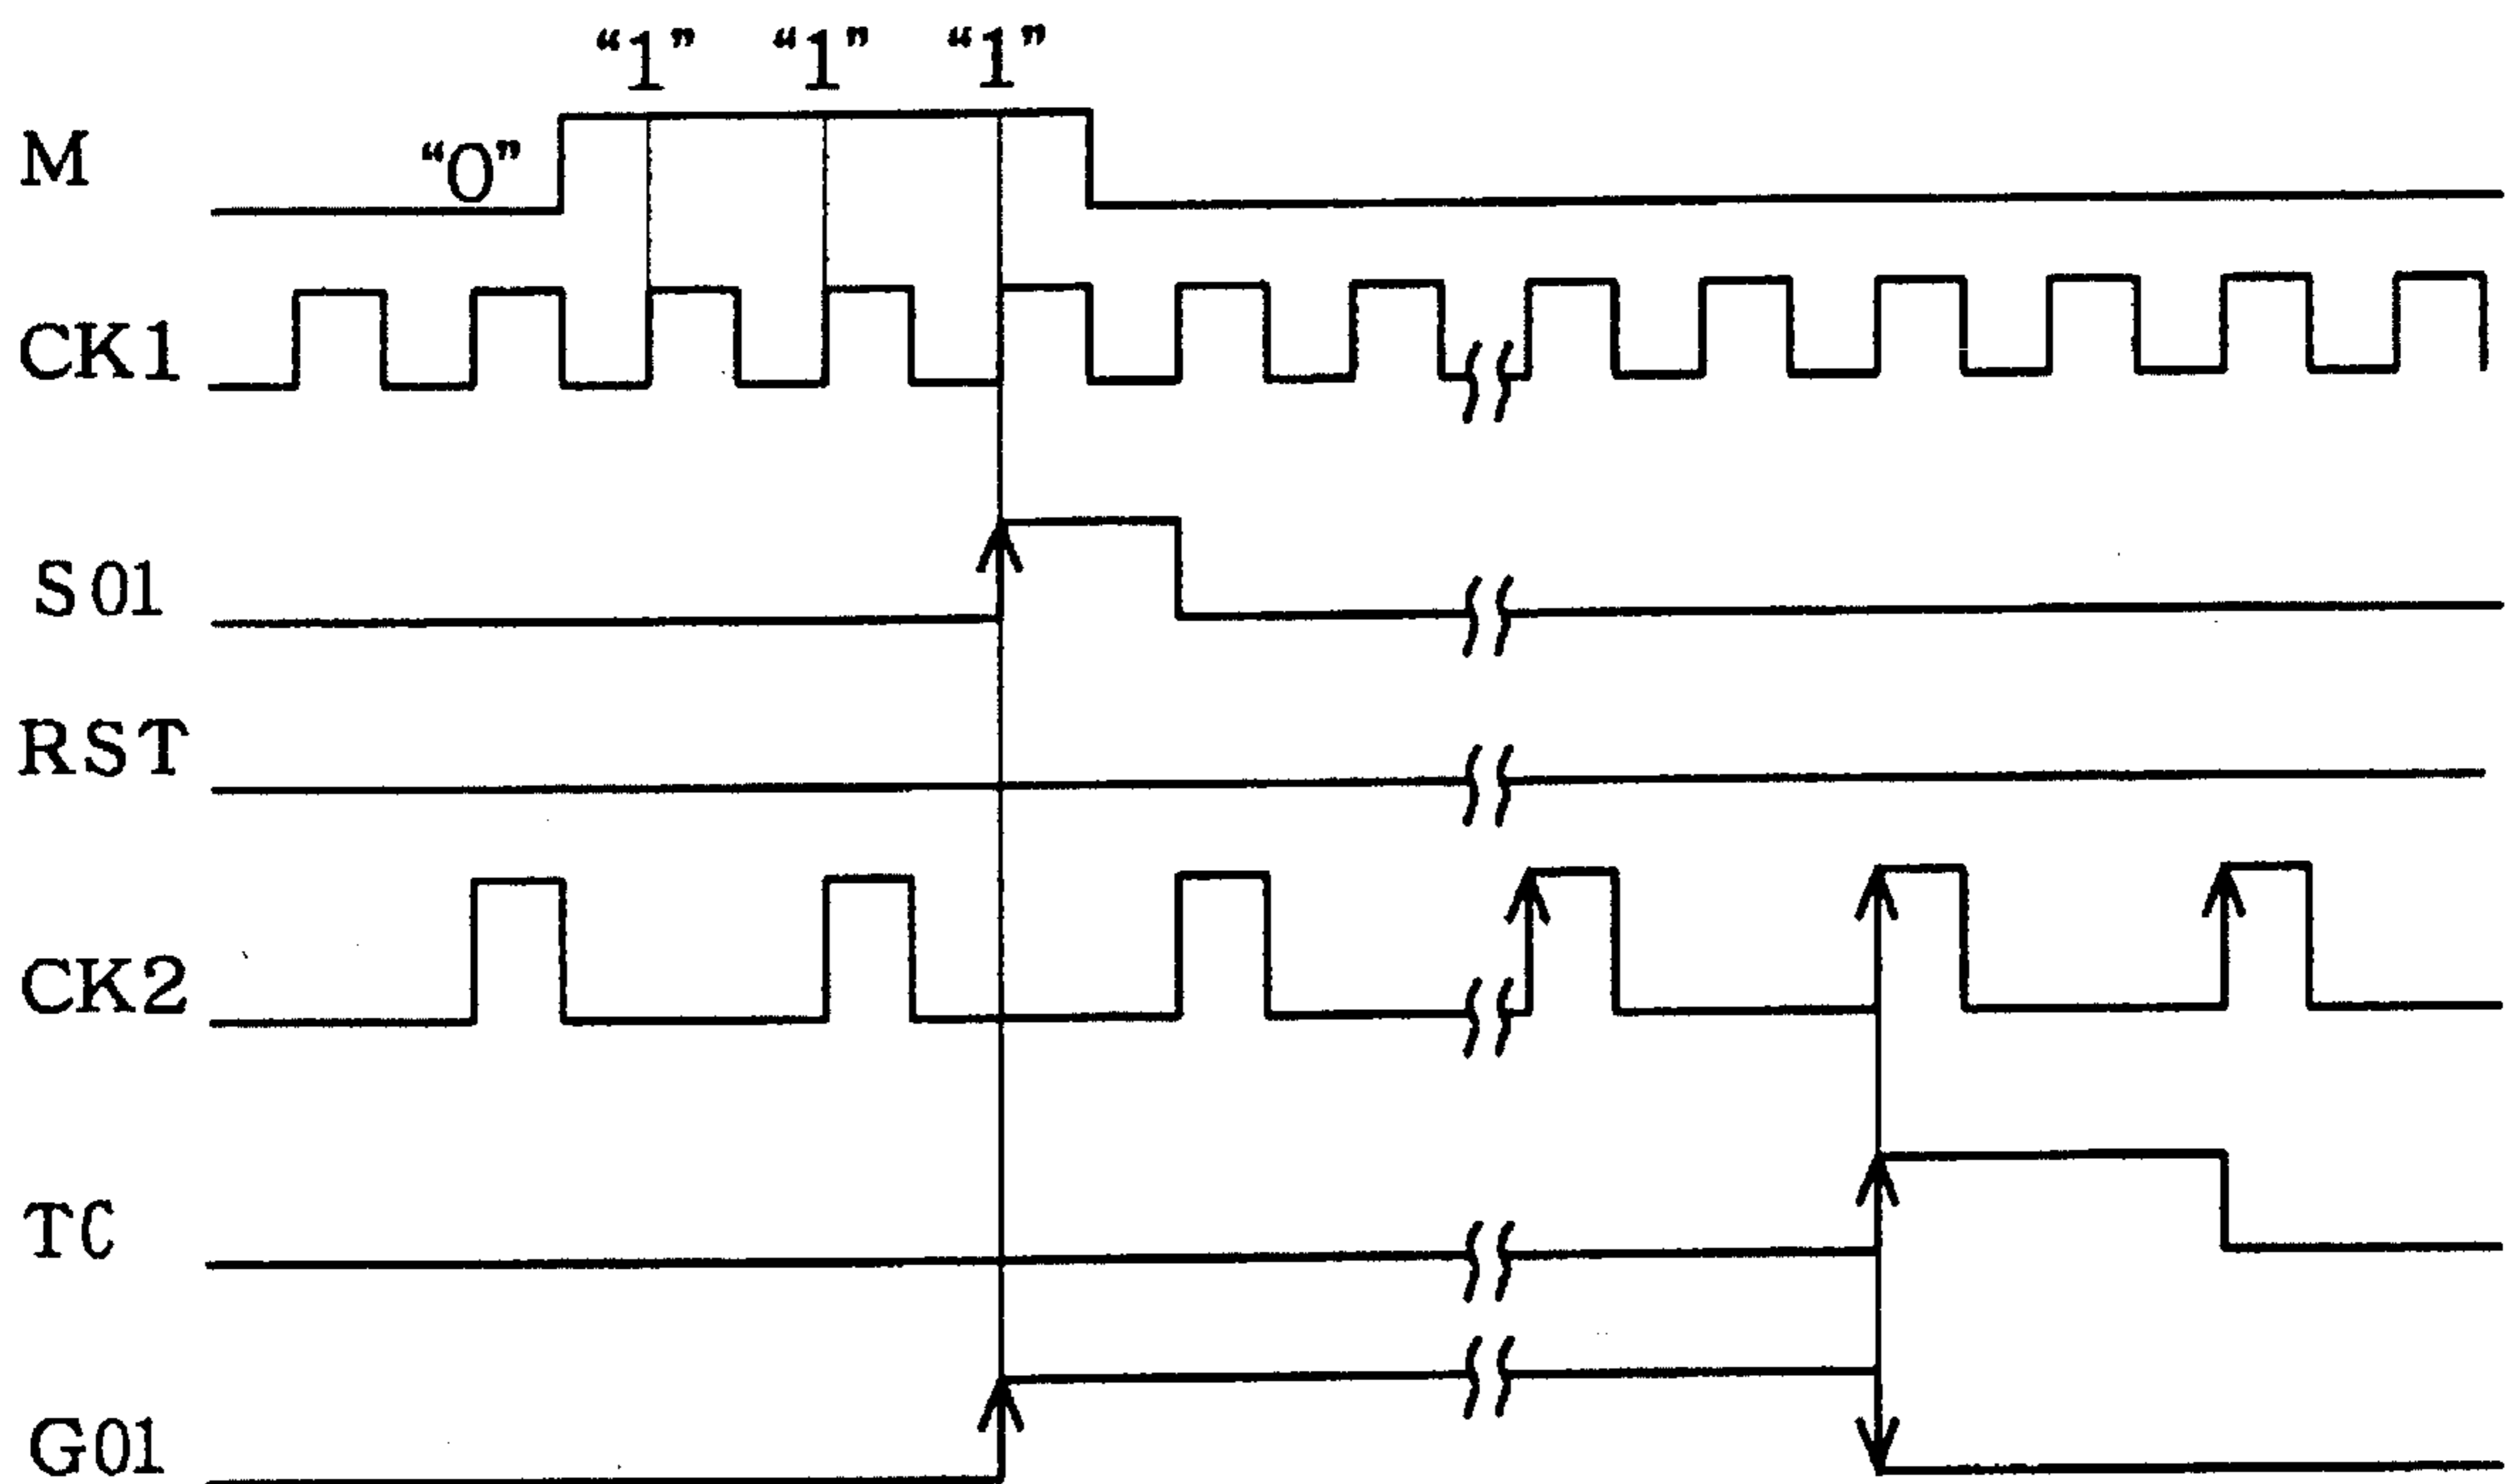 “1” “1” “1”
M “0”
CK1
S01
RST
CK2
TC
G01